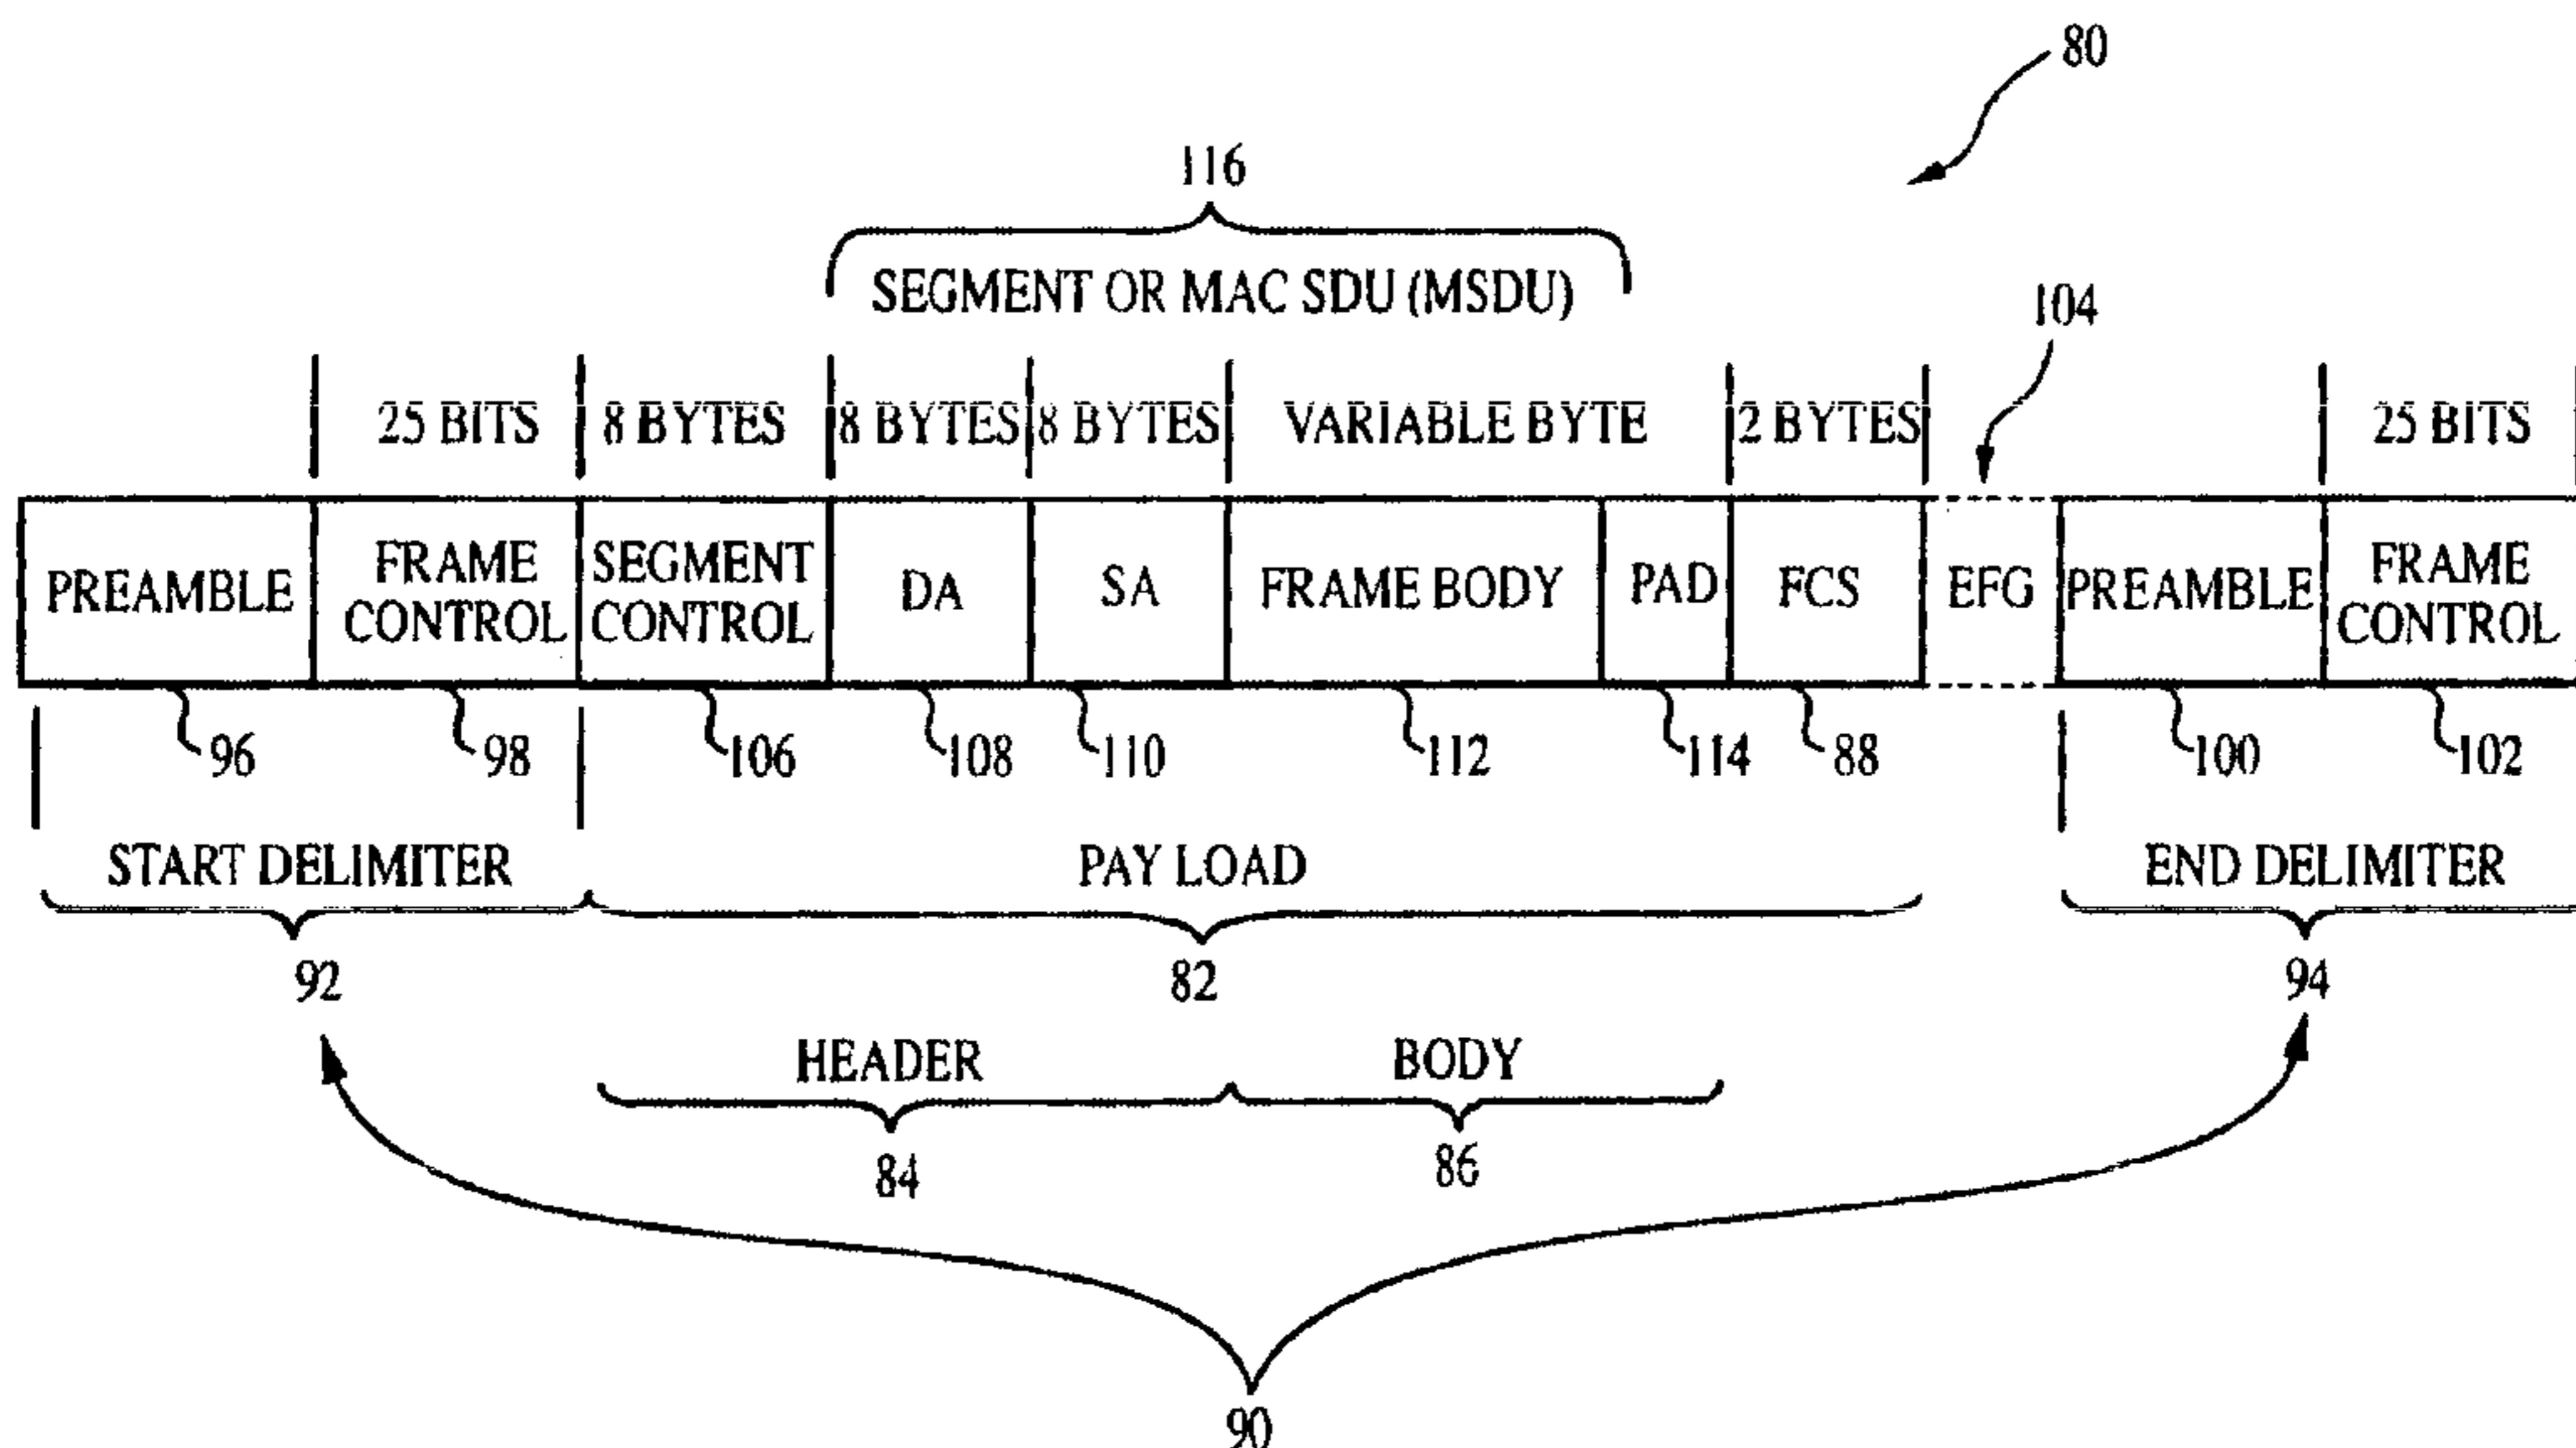 80
116
SEGMENT OR MAC SDU (MSDU)
104
25 BITS 8 BYTES 8 BYTES 8 BYTES VARIABLE BYTE 2 BYTES 25 BITS
PREAMBLE FRAME CONTROL SEGMENT CONTROL DA SA FRAME BODY PAD FCS EFG PREAMBLE FRAME CONTROL
96 98 106 108 110 112 114 88 100 102
START DELIMITER PAY LOAD END DELIMITER
92 82 94
HEADER BODY
84 86
90